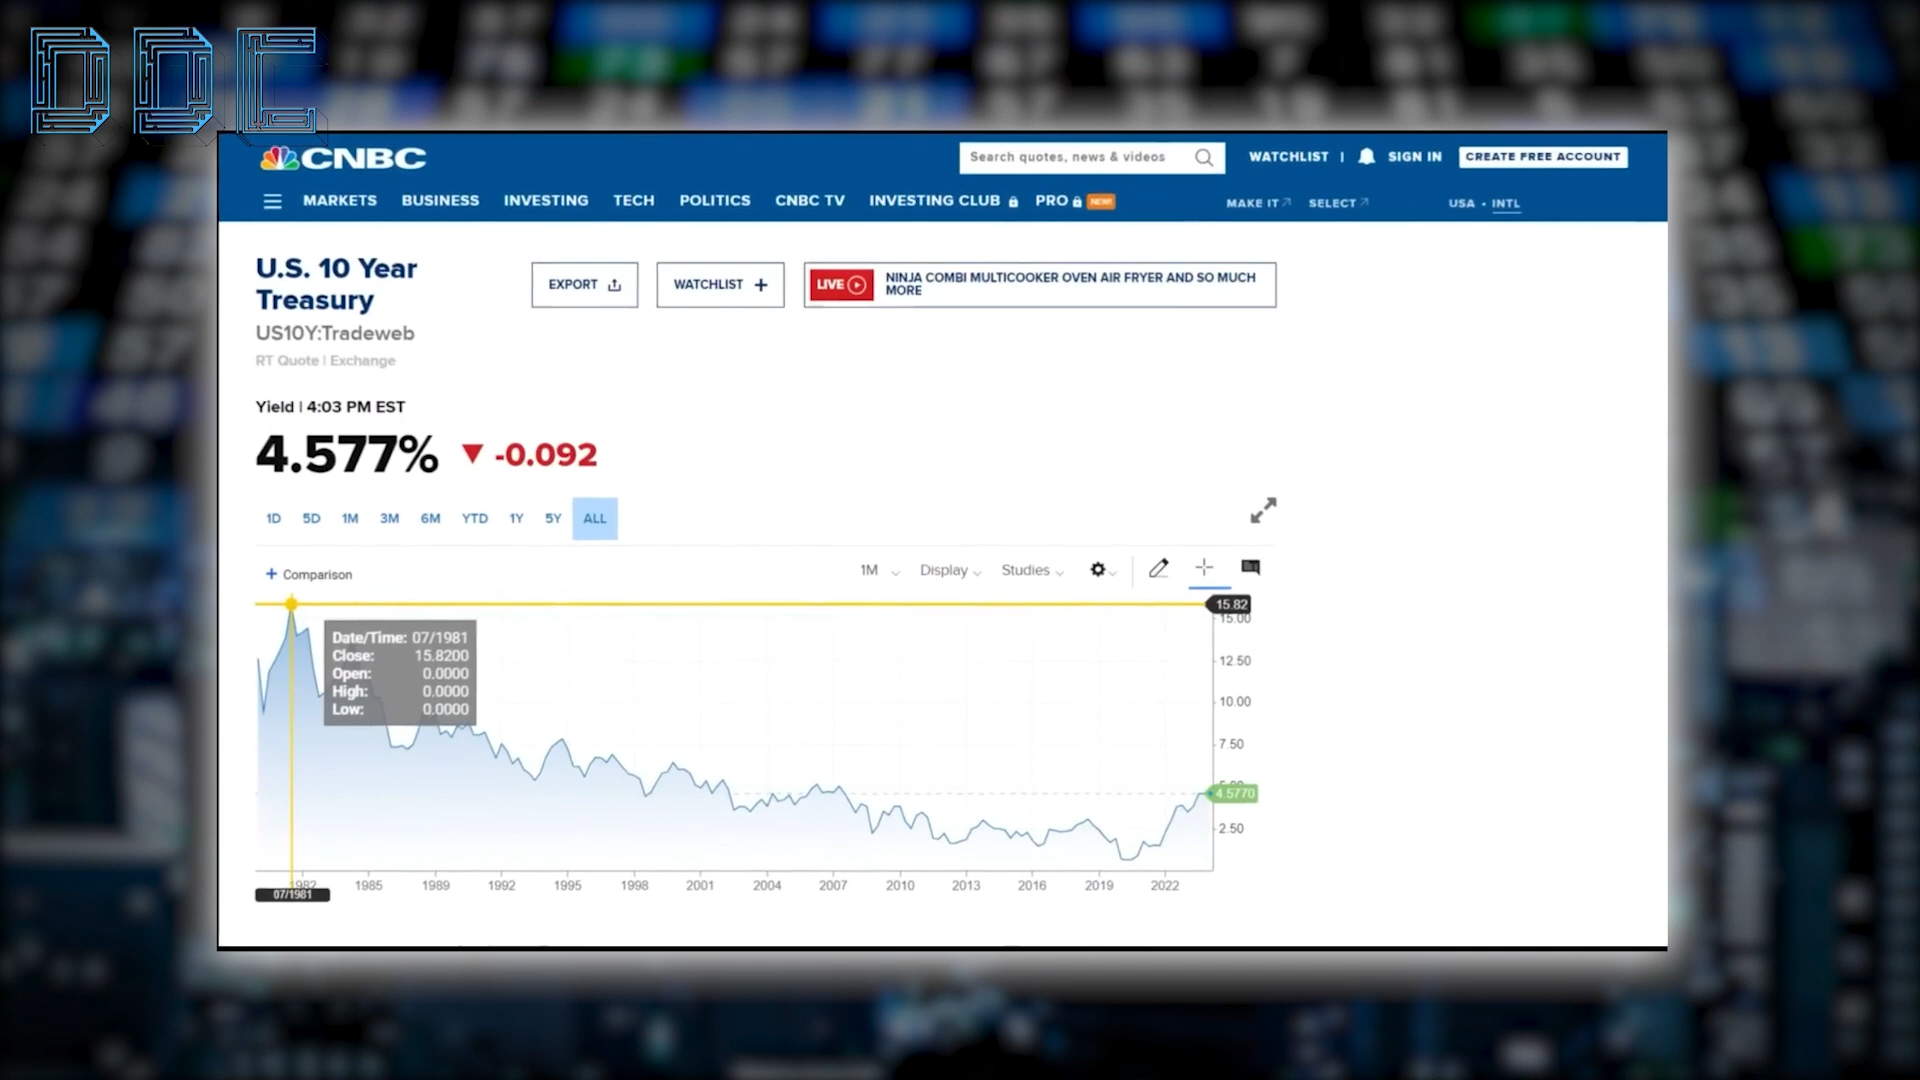 DDC
CNBC
Search quotes, news & videos
WATCHLIST | SIGN IN
CREATE FREE ACCOUNT
MARKETS BUSINESS INVESTING TECH POLITICS CNBC TV INVESTING CLUB PRO NEW!
MAKE IT SELECT USA • INTL
U.S. 10 Year
Treasury
US10Y:Tradeweb
RT Quote | Exchange
EXPORT
WATCHLIST +
LIVE
NINJA COMBI MULTICOOKER OVEN AIR FRYER AND SO MUCH
MORE
Yield | 4:03 PM EST
4.577% ▼ -0.092
1D 5D 1M 3M 6M YTD 1Y 5Y ALL
+ Comparison
1M Display Studies
15.82
15.00
12.50
10.00
7.50
5.00
4.5770
2.50
Date/Time: 07/1981
Close: 15.8200
Open: 0.0000
High: 0.0000
Low: 0.0000
1982 1985 1989 1992 1995 1998 2001 2004 2007 2010 2013 2016 2019 2022
07/1981